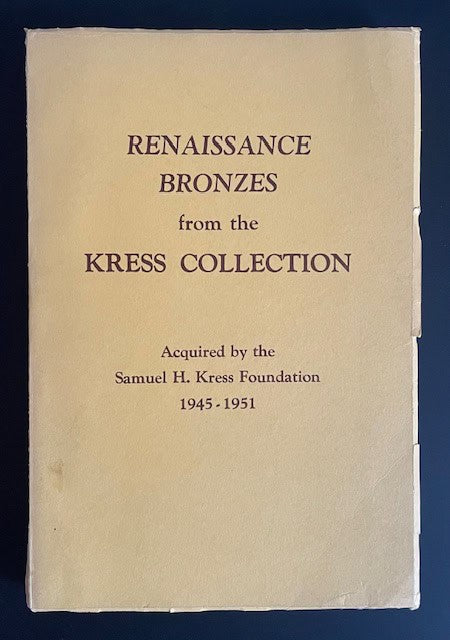 RENAISSANCE
BRONZES
from the
KRESS COLLECTION
Acquired by the
Samuel H. Kress Foundation
1945-1951